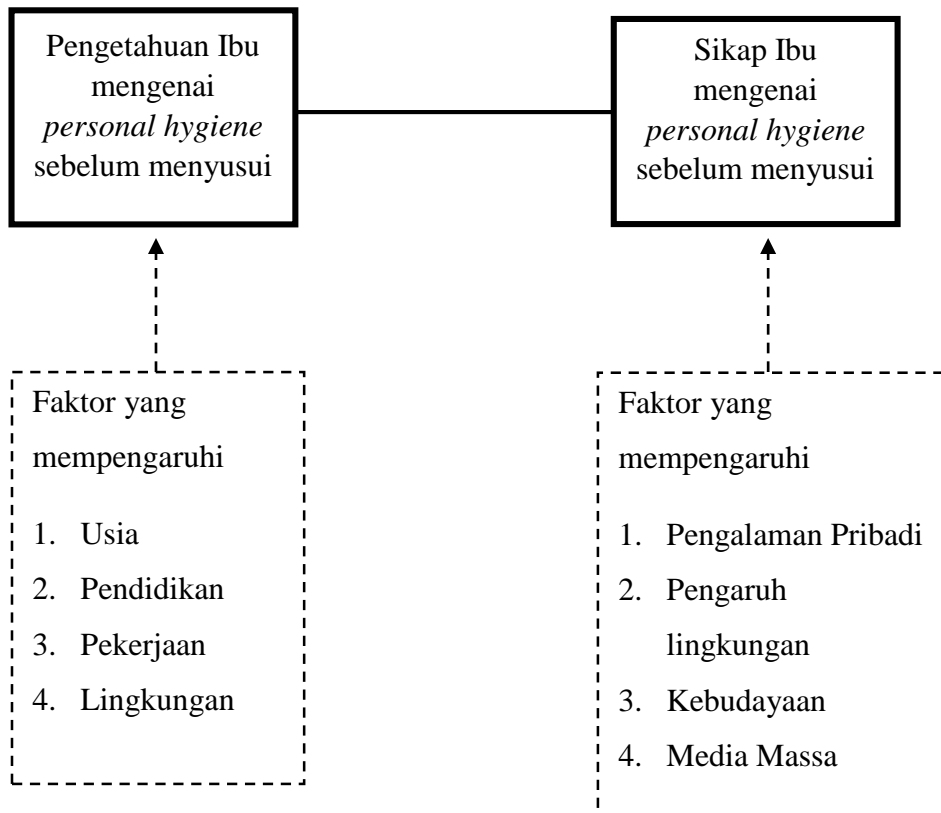 Pengetahuan Ibu
mengenai
personal hygiene
sebelum menyusui
Sikap Ibu
mengenai
personal hygiene
sebelum menyusui
Faktor yang
mempengaruhi
1. Usia
2. Pendidikan
3. Pekerjaan
4. Lingkungan
Faktor yang
mempengaruhi
1. Pengalaman Pribadi
2. Pengaruh
lingkungan
3. Kebudayaan
4. Media Massa